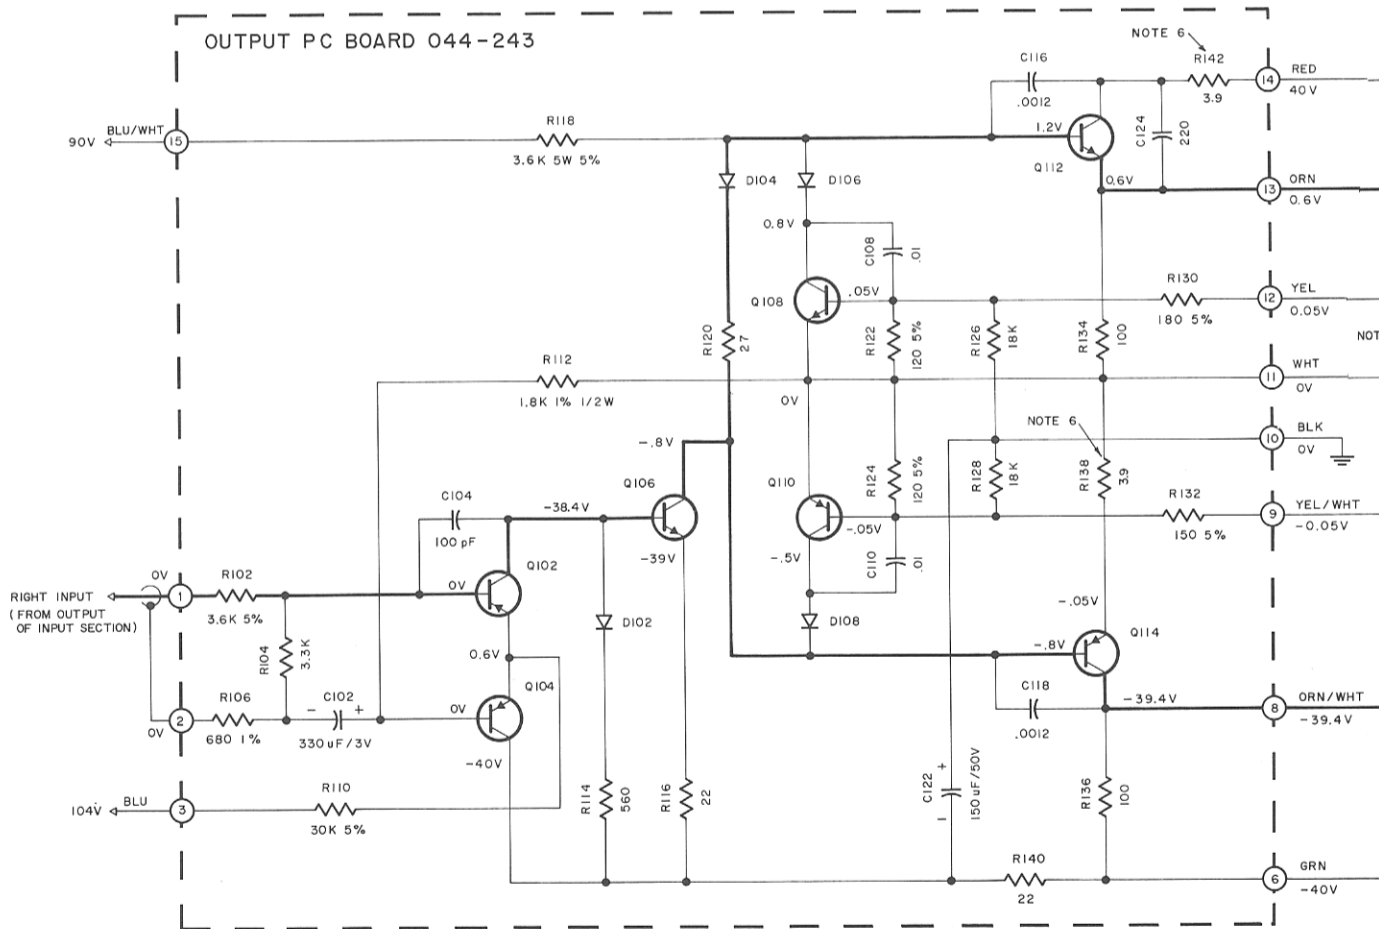 OUTPUT PC BOARD 044-243
NOTE 6
R142
3.9
14
RED
40V
C116
.0012
C124
220
90V
BLU/WHT
15
R118
3.6K 5W 5%
1.2V
Q112
0.6V
13
ORN
0.6V
D104
D106
0.8V
C108
.01
Q108
.05V
R130
180 5%
12
YEL
0.05V
R120
27
R122
120 5%
R126
18K
R134
100
NOT
R112
1.8K 1% 1/2W
0V
11
WHT
0V
NOTE 6
10
BLK
0V
-.8V
Q106
Q110
R124
120 5%
R128
18K
R138
3.9
R132
150 5%
9
YEL/WHT
-0.05V
C104
100 pF
-38.4V
-39V
-.05V
-.5V
C110
.01
Q102
0V
0V
1
RIGHT INPUT
(FROM OUTPUT
OF INPUT SECTION)
R102
3.6K 5%
R104
3.3K
D102
D108
-.05V
Q114
-.8V
0.6V
Q104
0V
R106
680 1%
2
0V
C102
- +
330uF/3V
C118
.0012
-39.4V
8
ORN/WHT
-39.4V
-40V
104V
BLU
3
R110
30K 5%
R114
560
R116
22
C122
+
150uF/50V
-
R136
100
R140
22
6
GRN
-40V